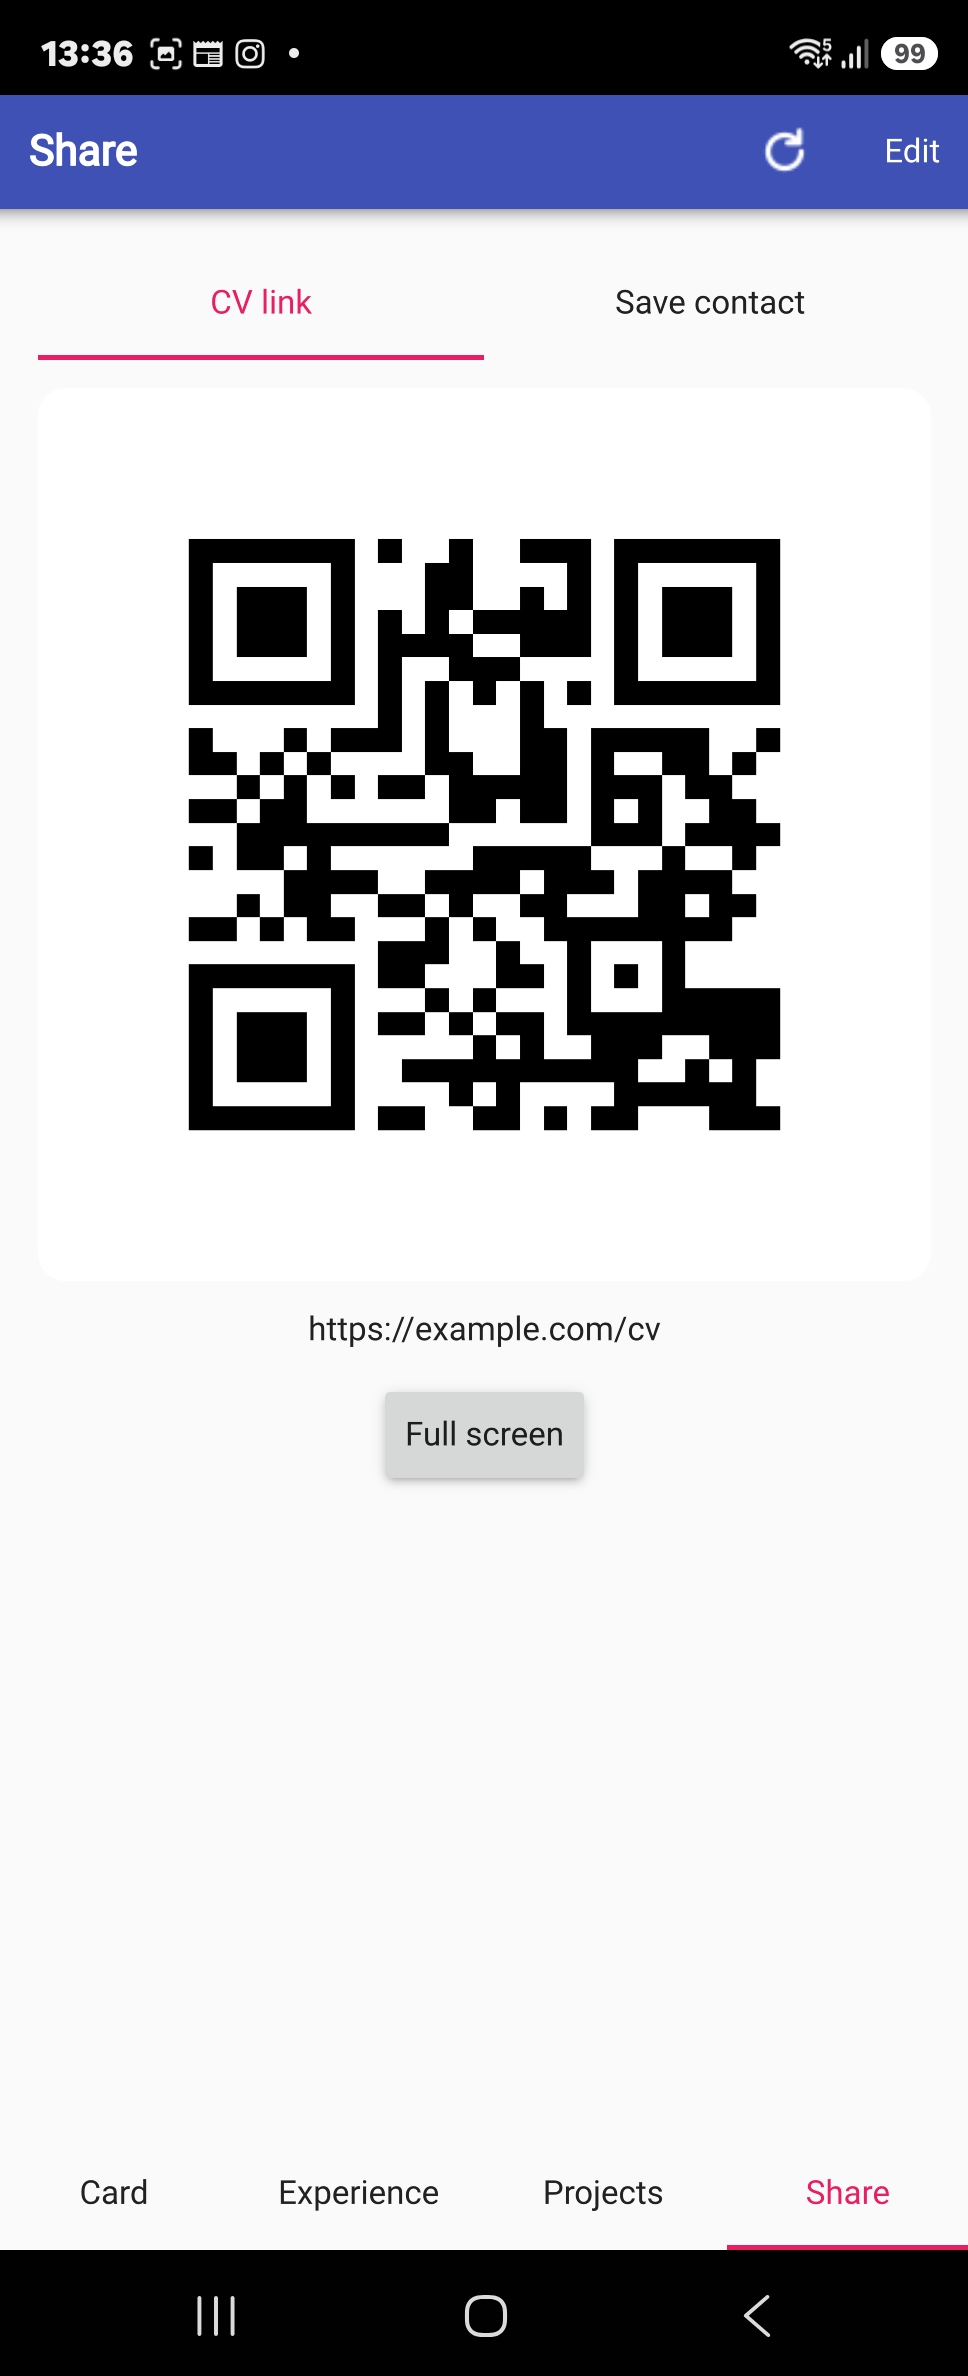 13:36
5
99
Share
Edit
CV link
Save contact
https://example.com/cv
Full screen
Card
Experience
Projects
Share